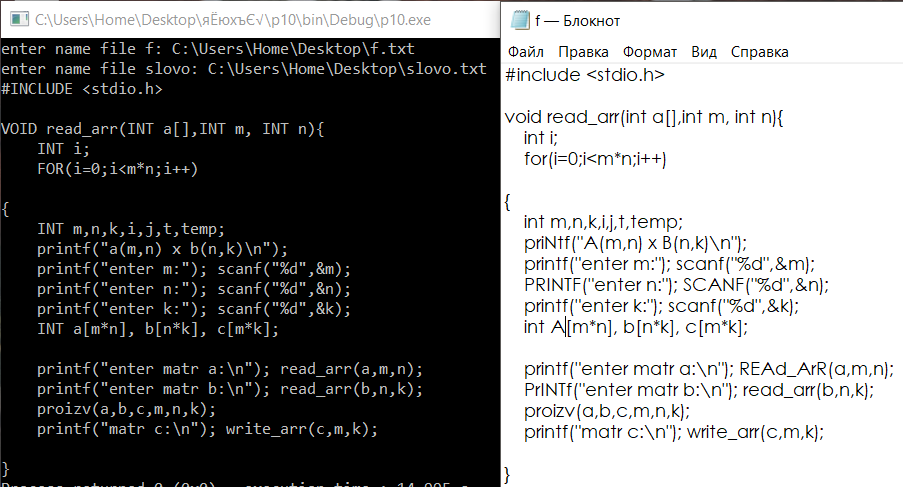 C:\Users\Home\Desktop\яЁюхъЄ√\p10\bin\Debug\p10.exe
enter name file f: C:\Users\Home\Desktop\f.txt
enter name file slovo: C:\Users\Home\Desktop\slovo.txt
#INCLUDE <stdio.h>
VOID read_arr(INT a[],INT m, INT n){
INT i;
FOR(i=0;i<m*n;i++)
{
INT m,n,k,i,j,t,temp;
printf("a(m,n) x b(n,k)\n");
printf("enter m:"); scanf("%d",&m);
printf("enter n:"); scanf("%d",&n);
printf("enter k:"); scanf("%d",&k);
INT a[m*n], b[n*k], c[m*k];
printf("enter matr a:\n"); read_arr(a,m,n);
printf("enter matr b:\n"); read_arr(b,n,k);
proizv(a,b,c,m,n,k);
printf("matr c:\n"); write_arr(c,m,k);
}
f — Блокнот
Файл Правка Формат Вид Справка
#include <stdio.h>
void read_arr(int a[],int m, int n){
int i;
for(i=0;i<m*n;i++)
{
int m,n,k,i,j,t,temp;
priNtf("A(m,n) x B(n,k)\n");
printf("enter m:"); scanf("%d",&m);
PRINTF("enter n:"); SCANF("%d",&n);
printf("enter k:"); scanf("%d",&k);
int A[m*n], b[n*k], c[m*k];
printf("enter matr a:\n"); REAd_ArR(a,m,n);
PrINTf("enter matr b:\n"); read_arr(b,n,k);
proizv(a,b,c,m,n,k);
printf("matr c:\n"); write_arr(c,m,k);
}